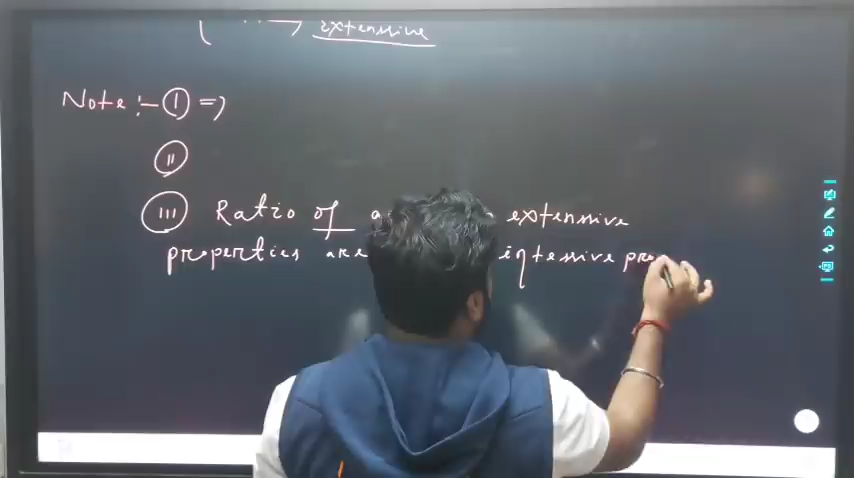 extensive
Note :- (I) =>
(II)
(III) Ratio of extensive
properties are intensive pro